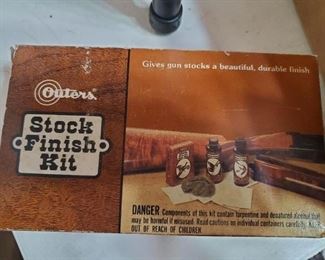 Gives gun stocks a beautiful, durable finish
Outers
Stock
Finish
Kit
DANGER Components of this kit contain turpentine and denatured alcohol that
may be harmful if misused. Read cautions on individual containers carefully. KEEP
OUT OF REACH OF CHILDREN.